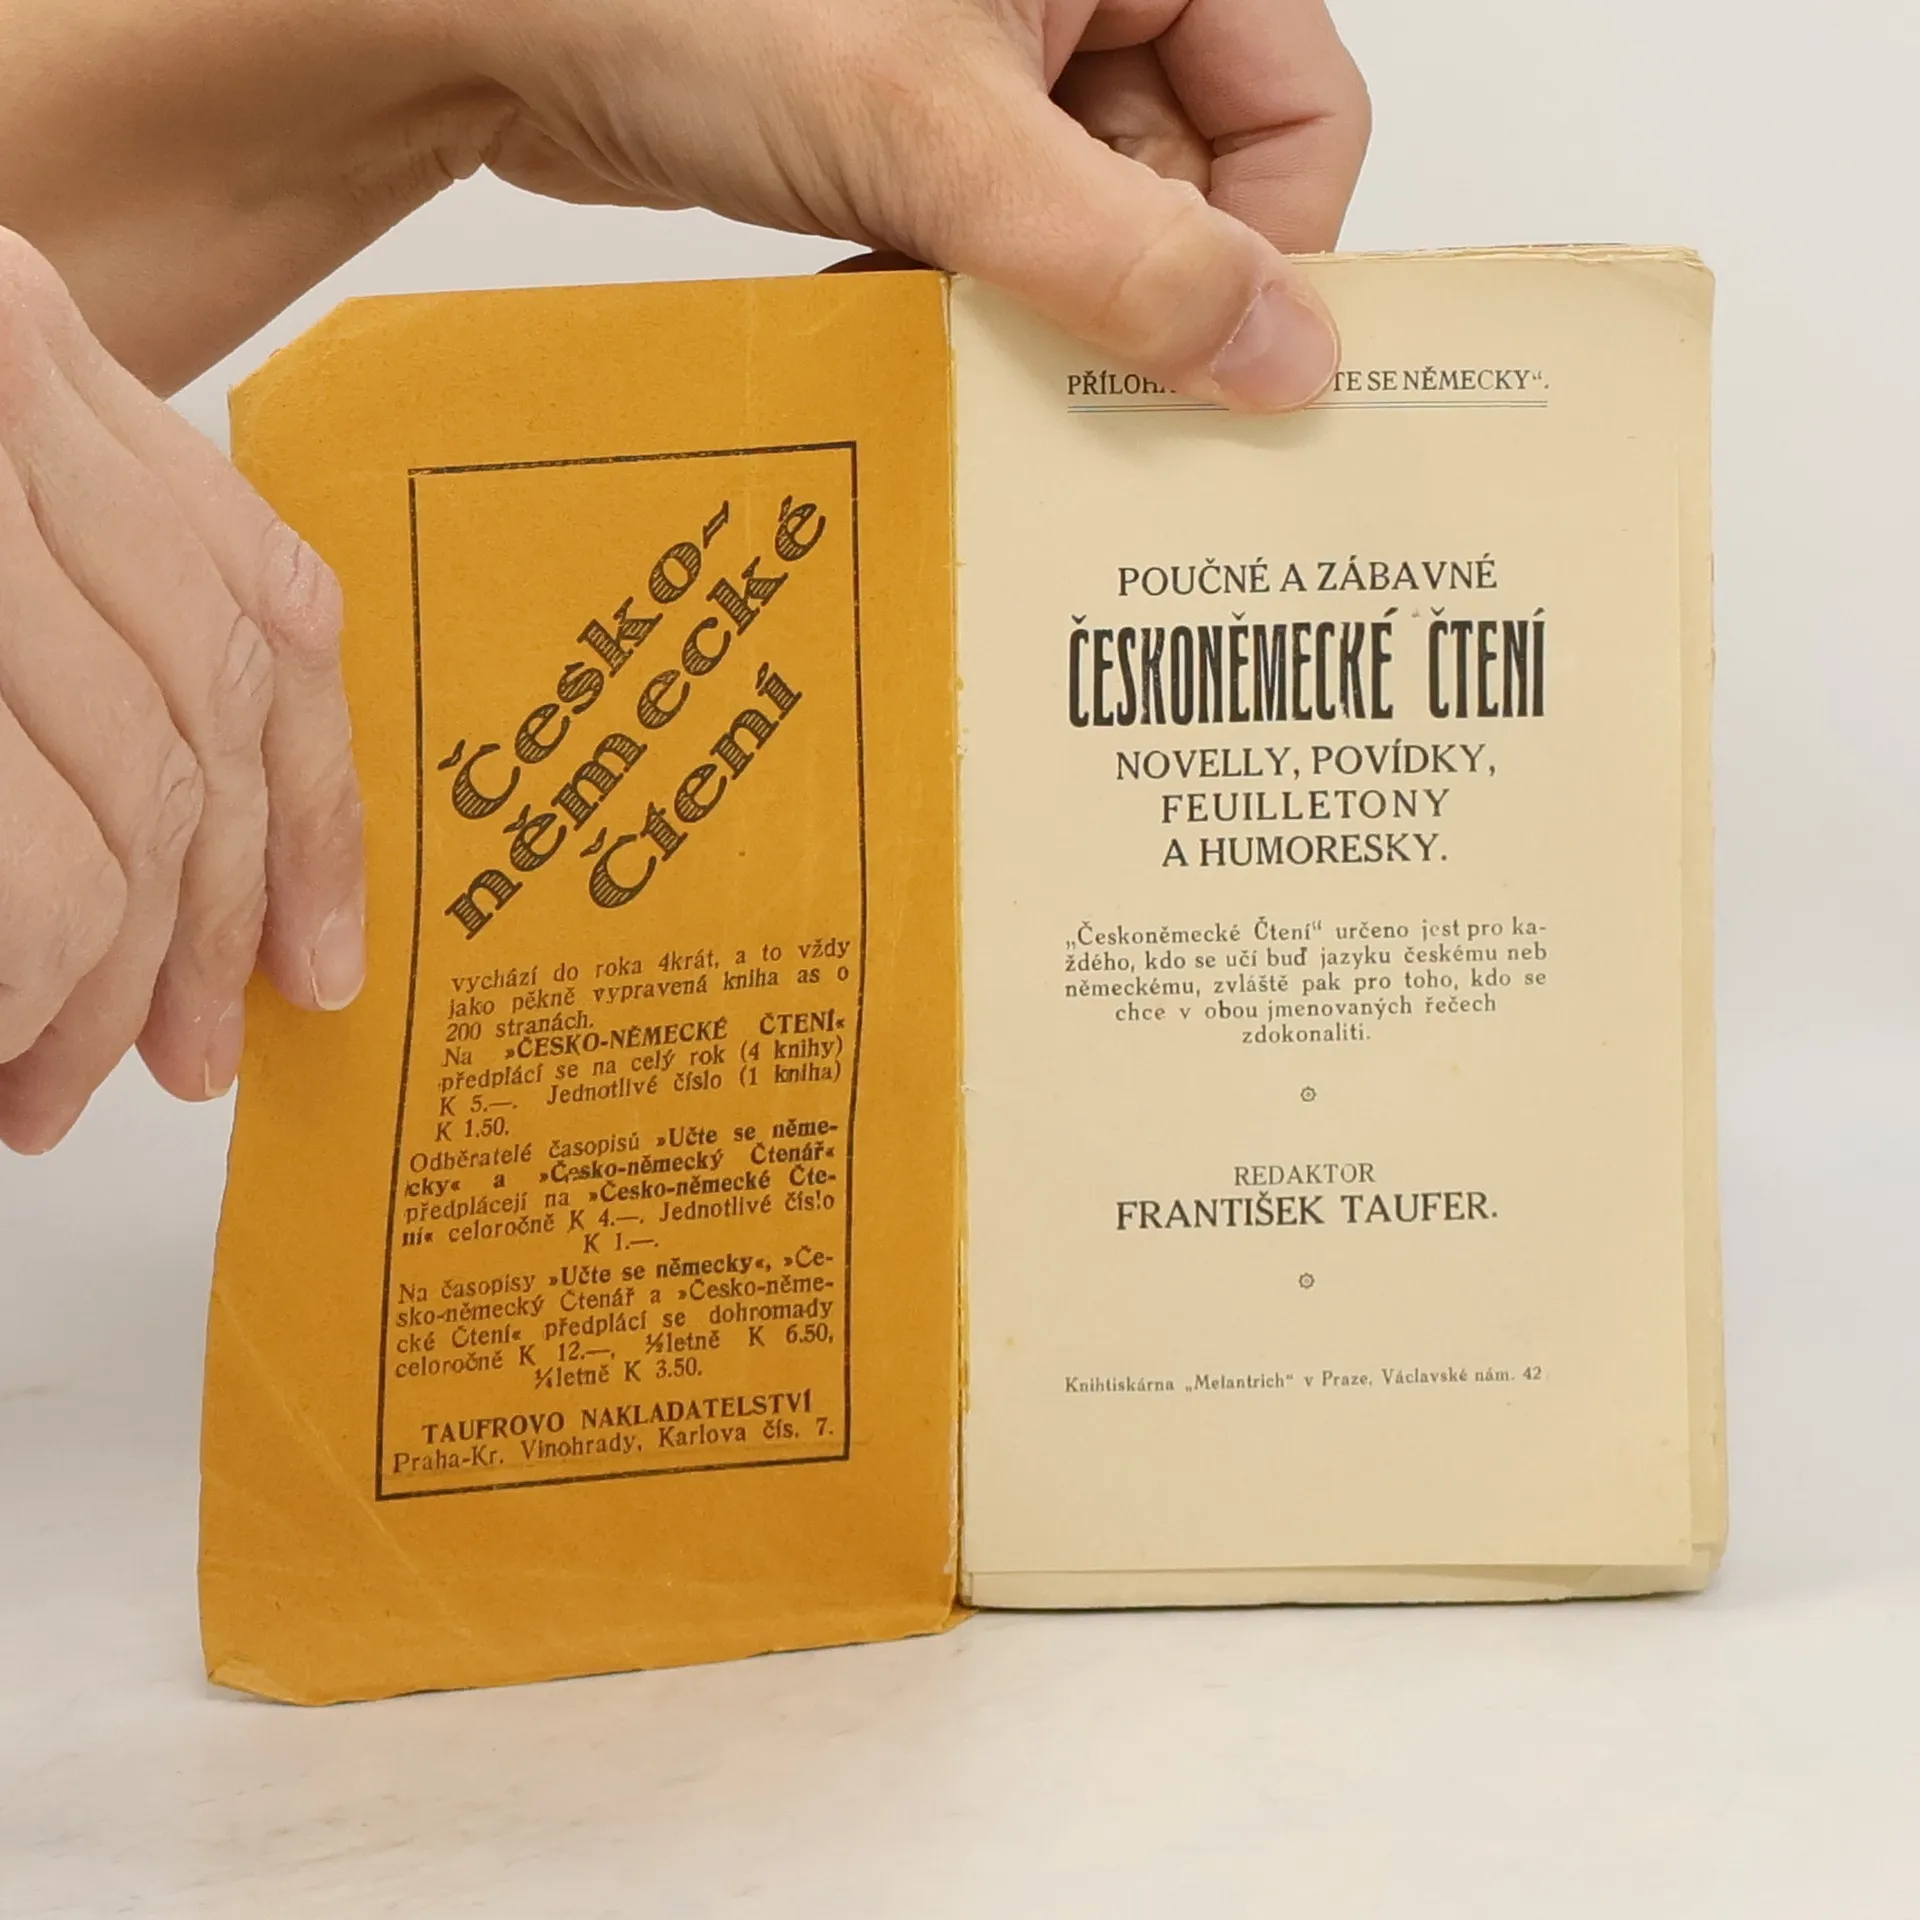 Česko-
německé
Čtení
vychází do roka 4krát, a to vždy
jako pěkně vypravená kniha as o
200 stranách.
Na »ČESKO-NĚMECKÉ ČTENÍ«
předplácí se na celý rok (4 knihy)
K 5.—. Jednotlivé číslo (1 kniha)
K 1.50.
Odběratelé časopisů »Učte se něme-
cky« a »Česko-německý Čtenář«
předplácejí na »Česko-německé Čte-
ní« celoročně K 4.—. Jednotlivé číslo
K 1.—.
Na časopisy »Učte se německy«, »Če-
sko-německý Čtenář a »Česko-něme-
cké Čtení« předplácí se dohromady
celoročně K 12.—, ½letně K 6.50,
¼letně K 3.50.
TAUFROVO NAKLADATELSTVÍ
Praha-Kr. Vinohrady, Karlova čís. 7.
TE SE NĚMECKY“.
POUČNÉ A ZÁBAVNÉ
ČESKONĚMECKÉ ČTENÍ
NOVELLY, POVÍDKY,
FEUILLETONY
A HUMORESKY.
„Českoněmecké Čtení“ určeno jest pro ka-
ždého, kdo se učí buď jazyku českému neb
německému, zvláště pak pro toho, kdo se
chce v obou jmenovaných řečech
zdokonaliti.
REDAKTOR
FRANTIŠEK TAUFER.
Knihtiskárna „Melantrich“ v Praze, Václavské nám. 42